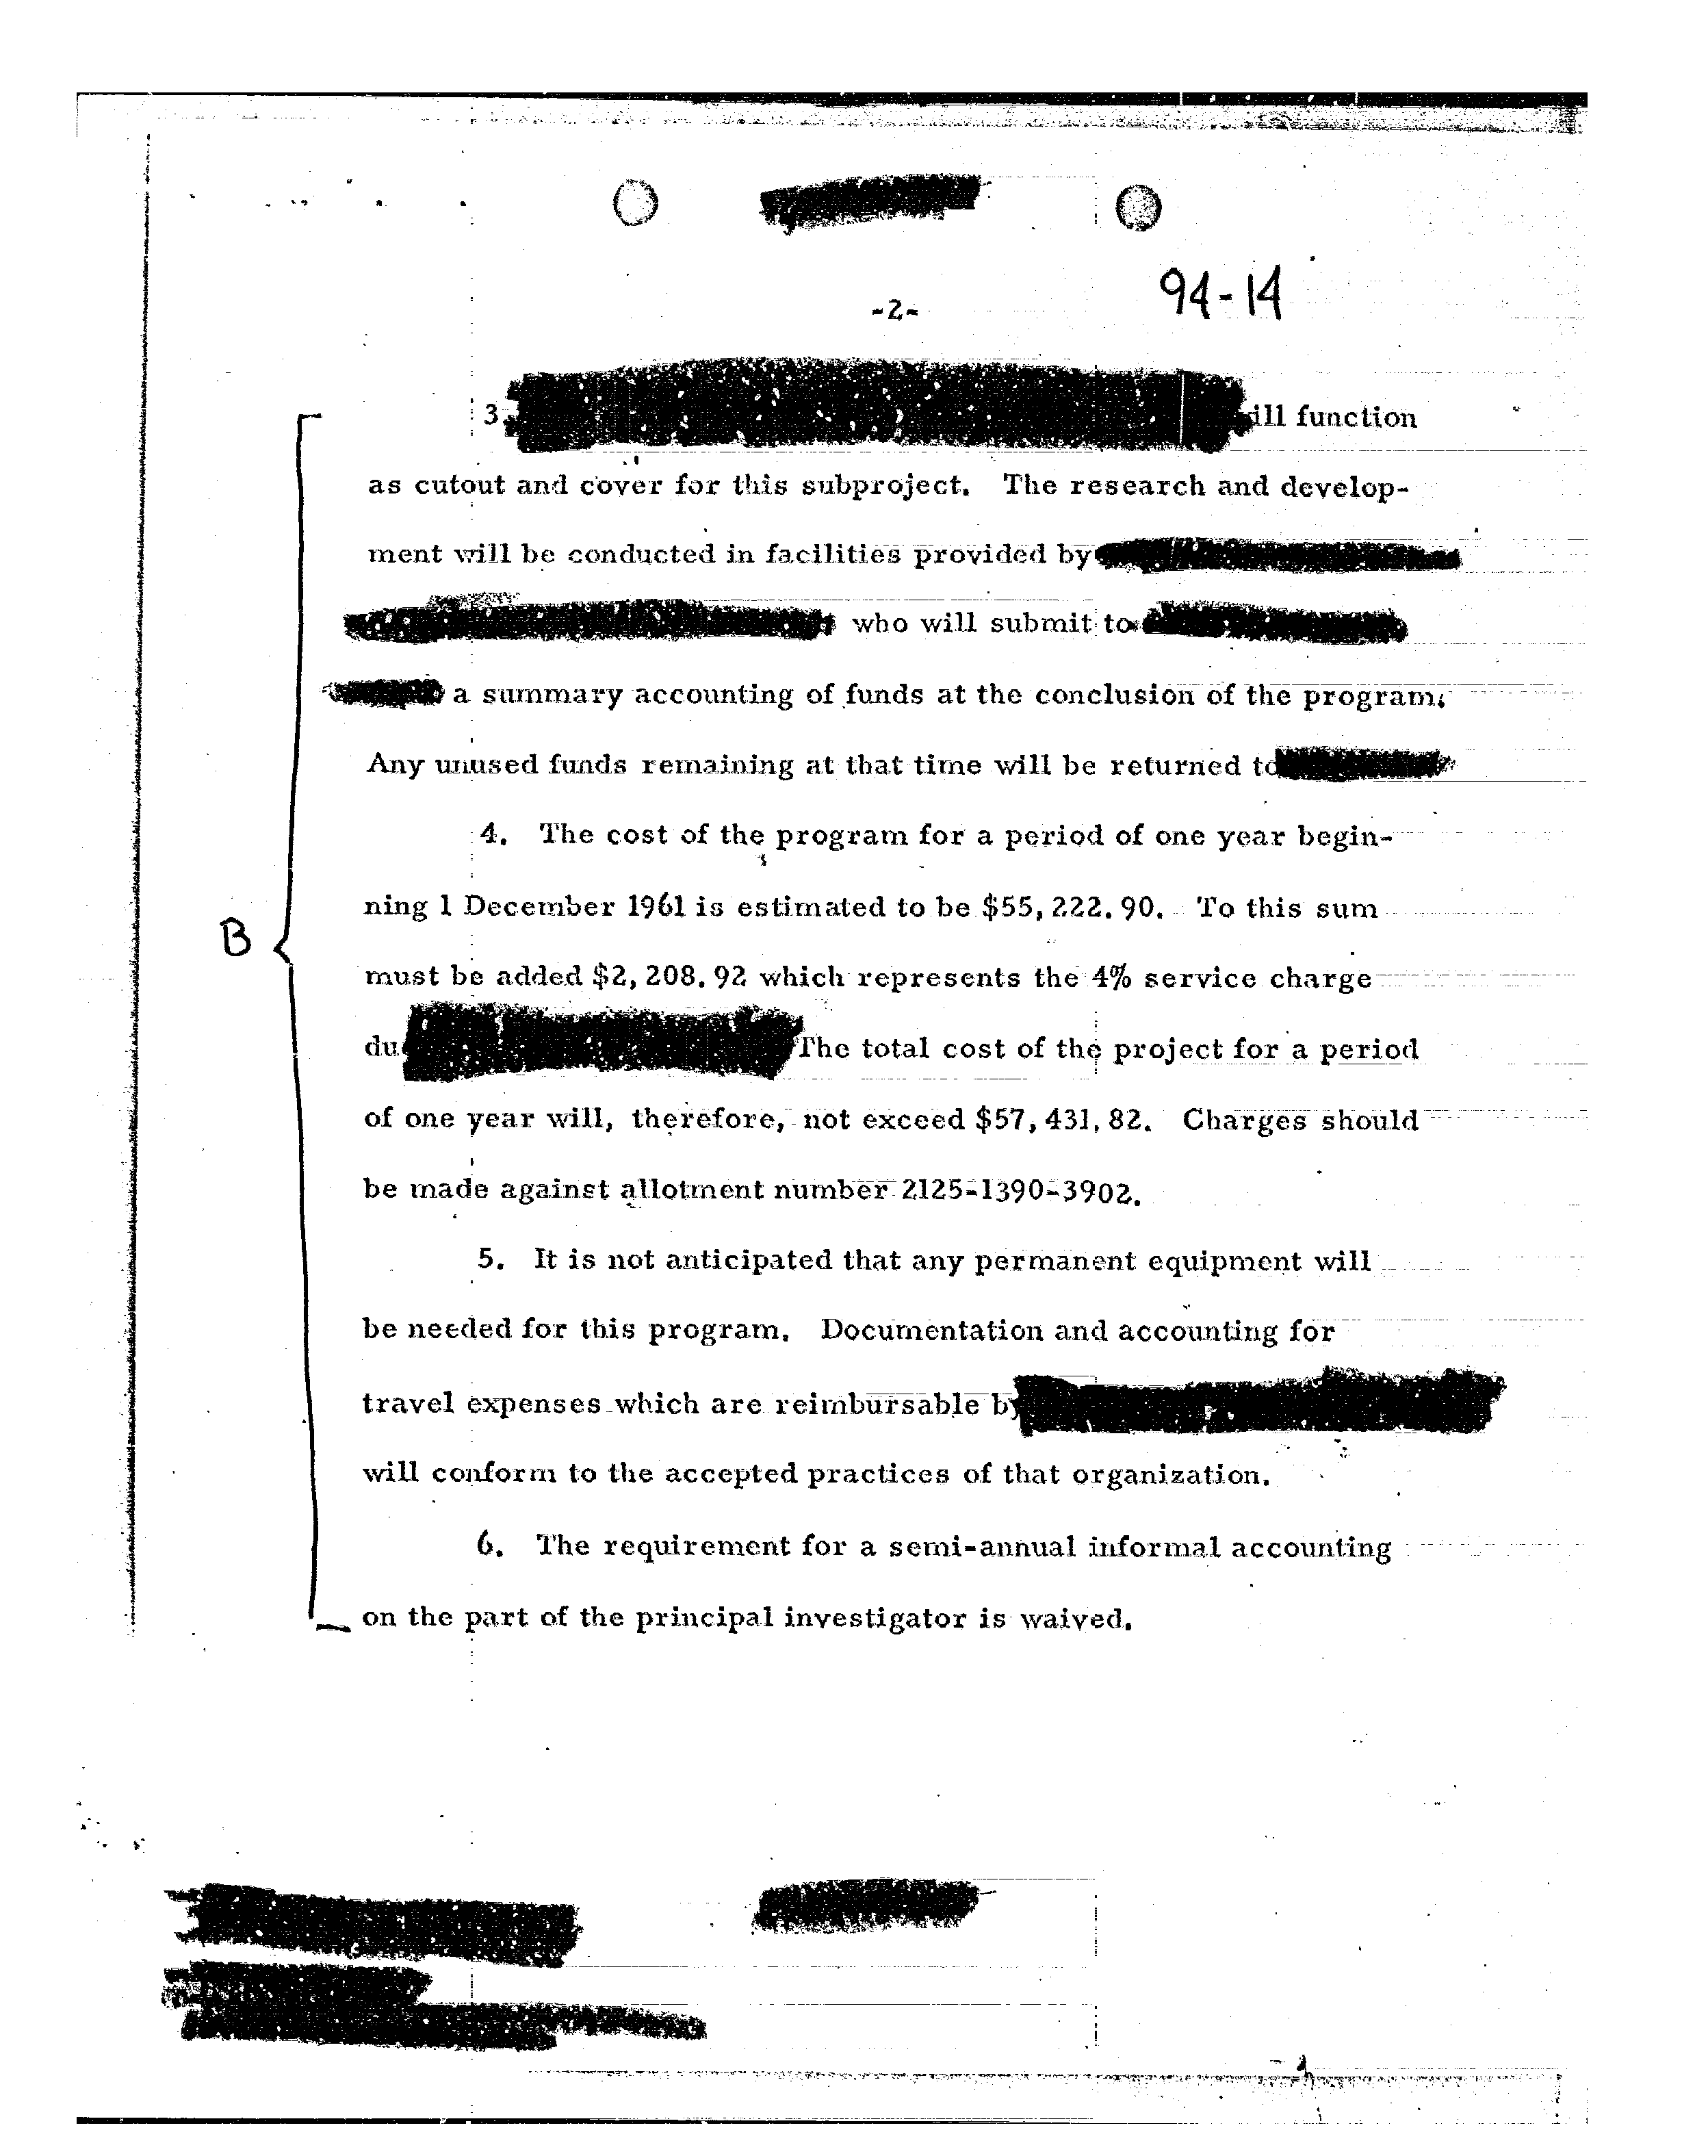 94-14
-2-
3. ill function
as cutout and cover for this subproject. The research and develop-
ment will be conducted in facilities provided by
who will submit to
a summary accounting of funds at the conclusion of the program.
Any unused funds remaining at that time will be returned to
4. The cost of the program for a period of one year begin-
ning 1 December 1961 is estimated to be $55,222.90. To this sum
must be added $2,208.92 which represents the 4% service charge
du The total cost of the project for a period
of one year will, therefore, not exceed $57,431.82. Charges should
be made against allotment number 2125-1390-3902.
B
5. It is not anticipated that any permanent equipment will
be needed for this program. Documentation and accounting for
travel expenses which are reimbursable by
will conform to the accepted practices of that organization.
6. The requirement for a semi-annual informal accounting
on the part of the principal investigator is waived.